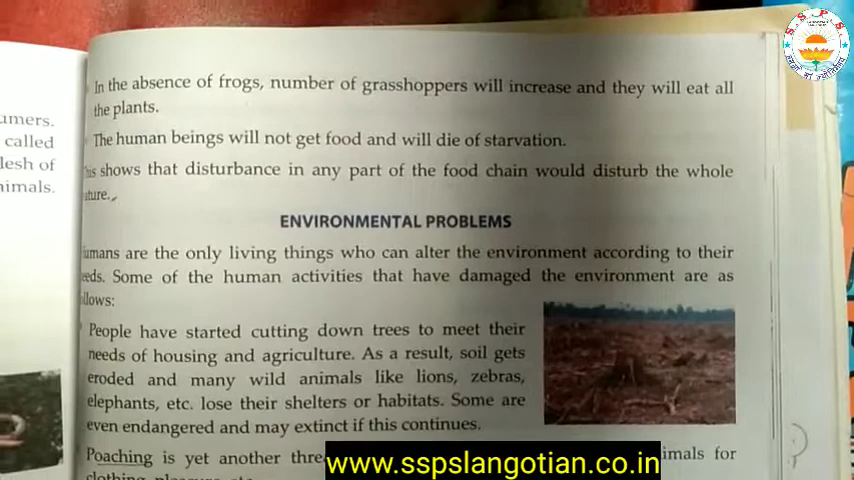 umers.
called
lesh of
nimals.
In the absence of frogs, number of grasshoppers will increase and they will eat all
the plants.
The human beings will not get food and will die of starvation.
his shows that disturbance in any part of the food chain would disturb the whole
ature.
ENVIRONMENTAL PROBLEMS
umans are the only living things who can alter the environment according to their
eeds. Some of the human activities that have damaged the environment are as
llows:
People have started cutting down trees to meet their
needs of housing and agriculture. As a result, soil gets
eroded and many wild animals like lions, zebras,
elephants, etc. lose their shelters or habitats. Some are
even endangered and may extinct if this continues.
Poaching is yet another thre imals for
clothing, pleasure, etc.
www.sspslangotian.co.in
S.S.P.S.